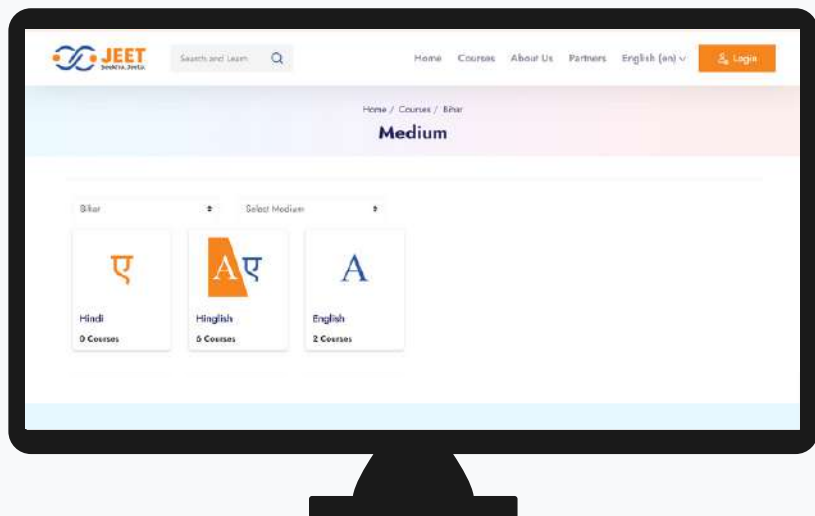 JEET
Search and Learn
Home Courses About Us Partners English (en) Login
Home / Courses / Bihar
Medium
Bihar Select Medium
ए Aए A
Hindi Hinglish English
0 Courses 6 Courses 2 Courses